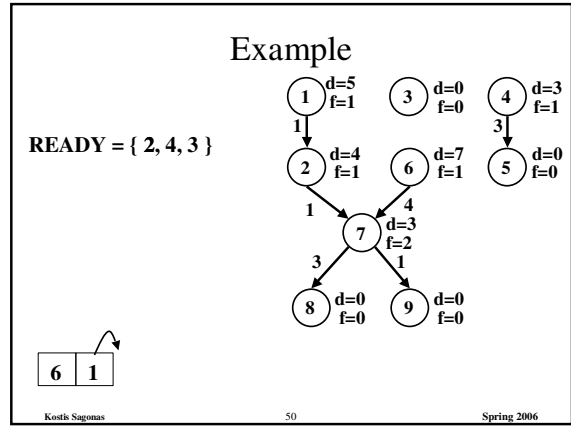 Example
1 d=5
f=1
3 d=0
f=0
4 d=3
f=1
1
3
READY = { 2, 4, 3 }
2 d=4
f=1
6 d=7
f=1
5 d=0
f=0
1
4
7 d=3
f=2
3
1
8 d=0
f=0
9 d=0
f=0
6 1
Kostis Sagonas 50 Spring 2006